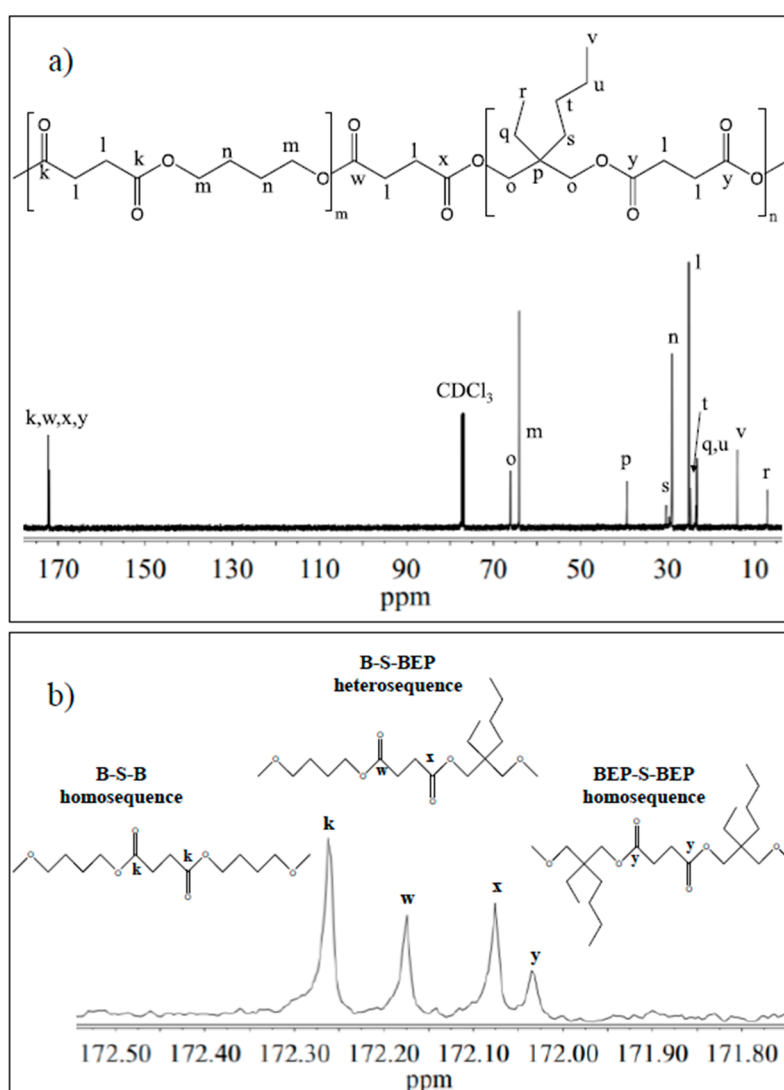 a)
v
r
u
t
q
s
O
O
O
O
O
k
l
k
O
m
n
n
m
O
w
l
x
O
o
p
o
O
y
l
y
O
l
O
m
l
O
l
O
n
k,w,x,y
CDCl3
o
m
p
s
n
l
t
q,u
v
r
170 150 130 110 90 70 50 30 10
ppm
b)
B-S-BEP
heterosequence
B-S-B
homosequence
BEP-S-BEP
homosequence
w
x
k
k
y
y
k
w
x
y
172.50 172.40 172.30 172.20 172.10 172.00 171.90 171.80
ppm